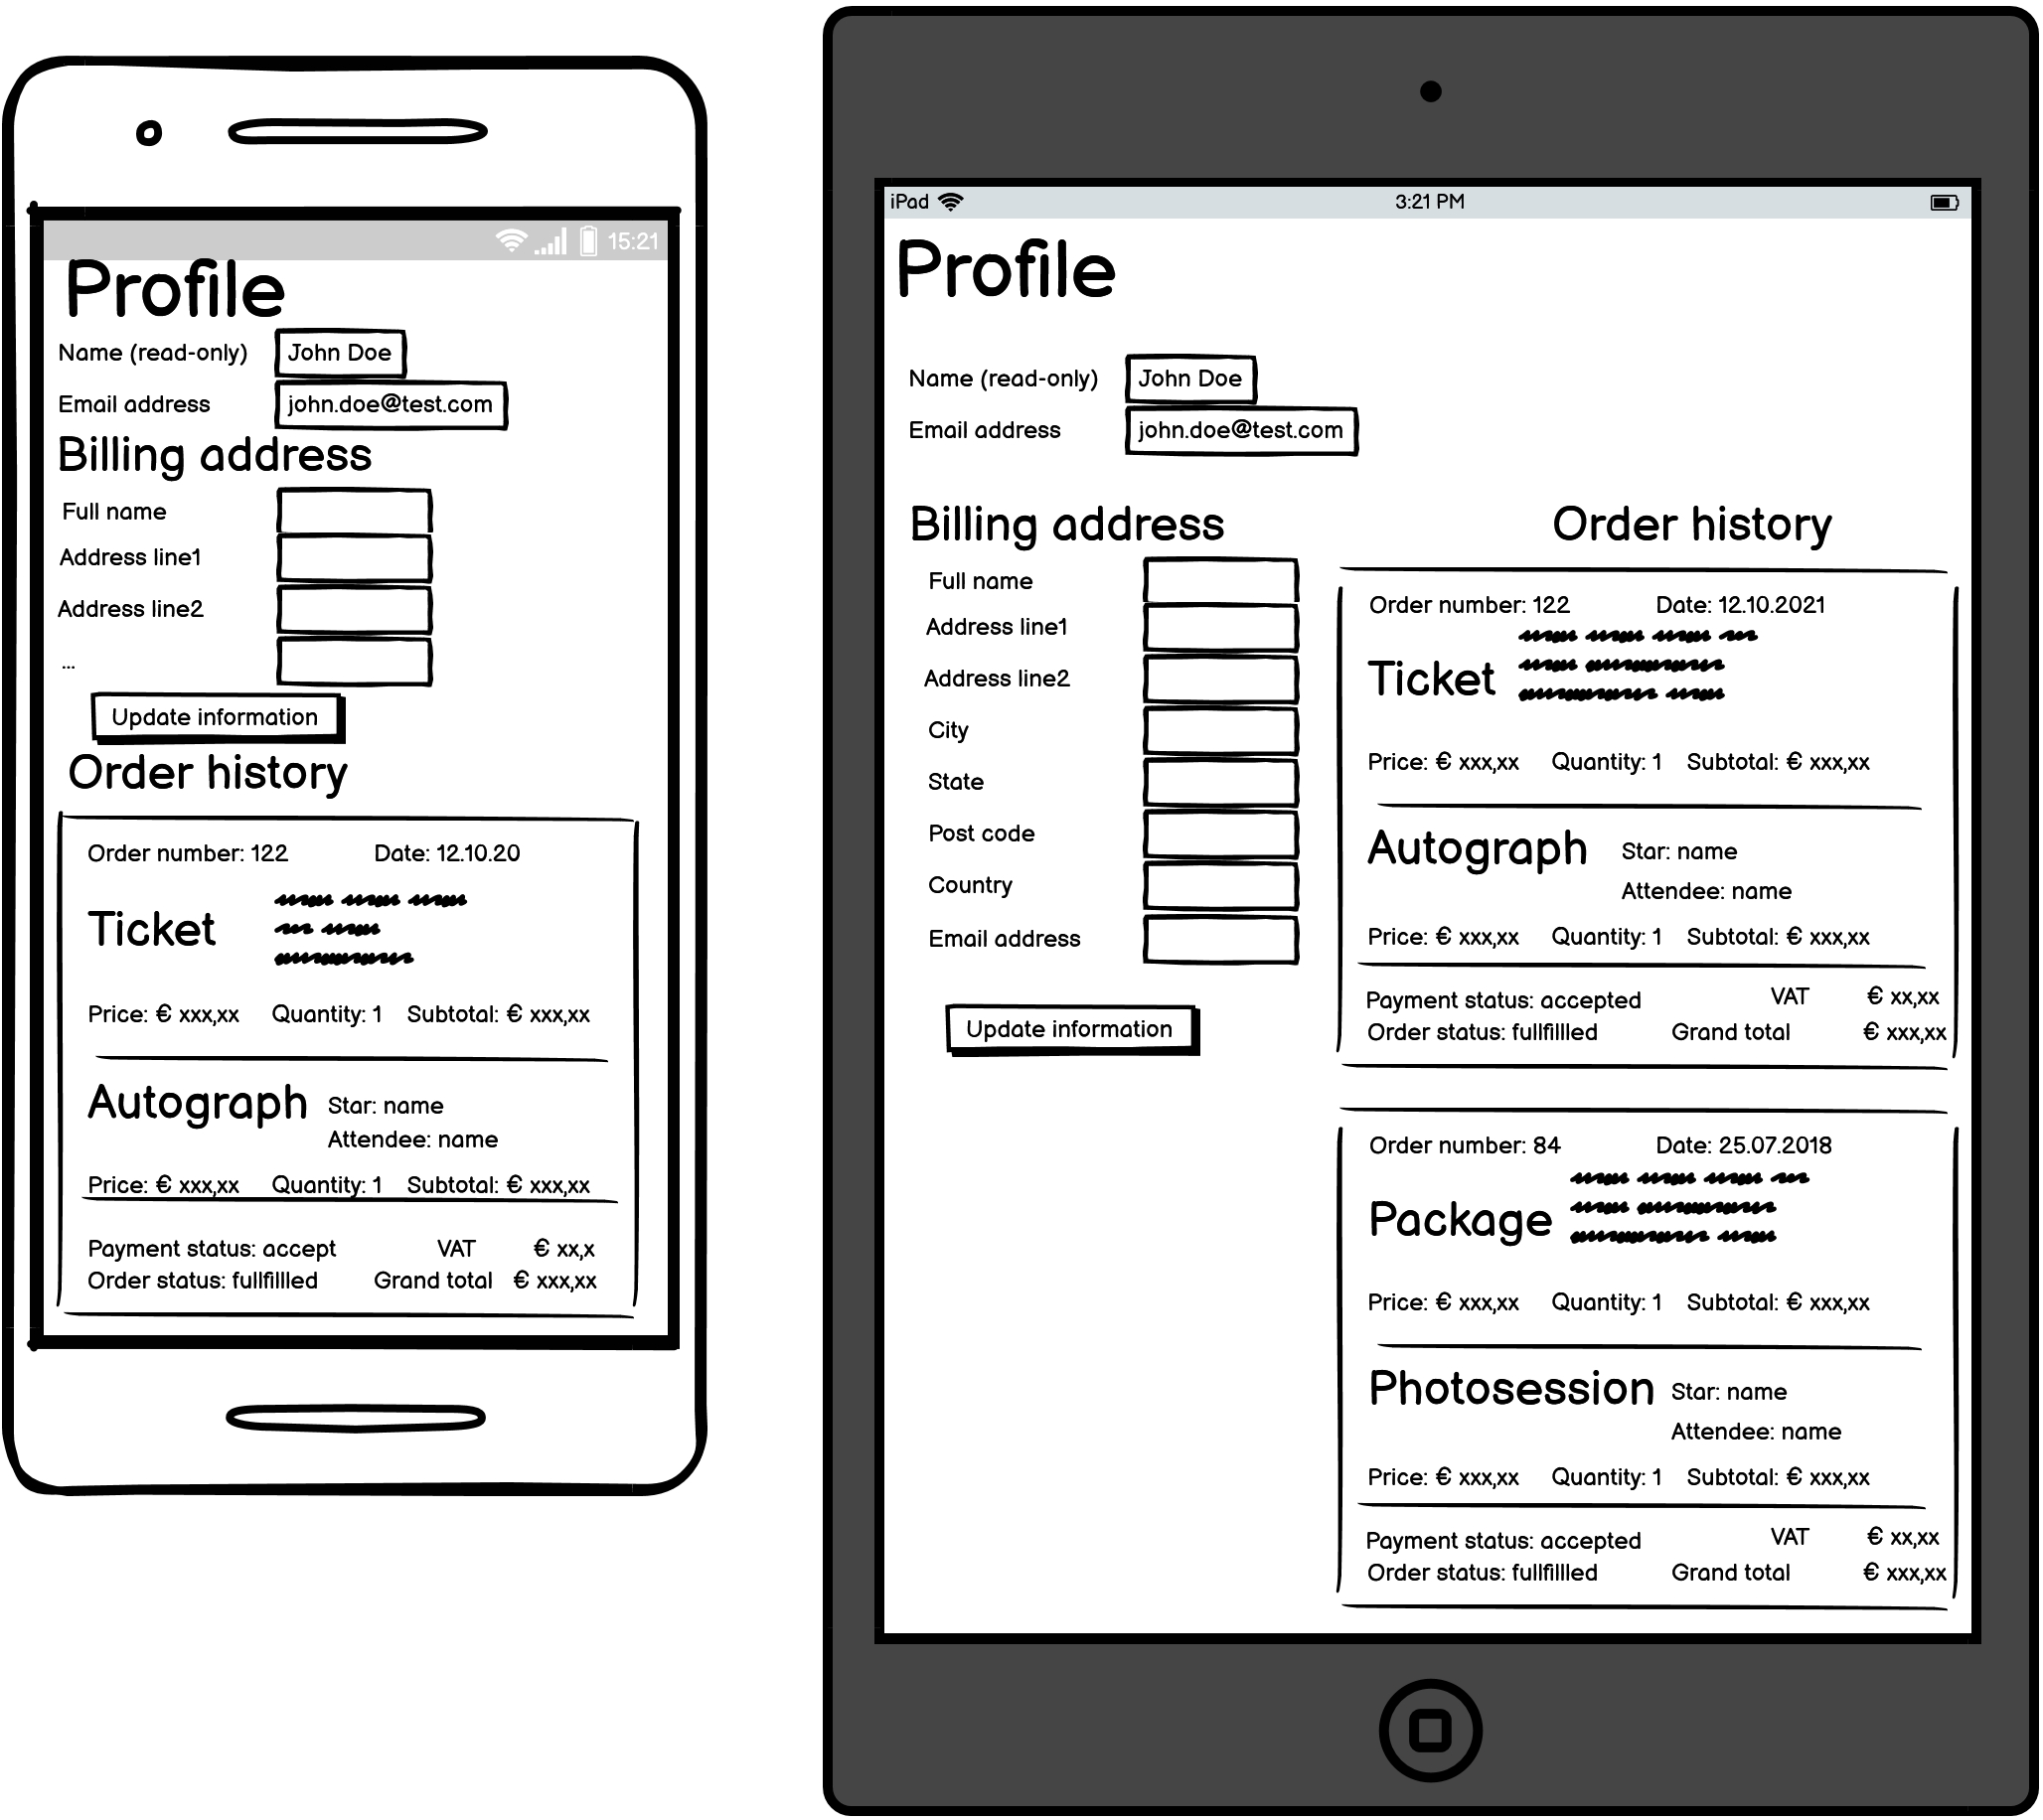 15:21
Profile
Name (read-only) John Doe
Email address john.doe@test.com
Billing address
Full name
Address line1
Address line2
...
Update information
Order history
Order number: 122 Date: 12.10.20
Ticket
Price: € xxx,xx Quantity: 1 Subtotal: € xxx,xx
Autograph Star: name
Attendee: name
Price: € xxx,xx Quantity: 1 Subtotal: € xxx,xx
Payment status: accept VAT € xx,x
Order status: fullfillled Grand total € xxx,xx
iPad 3:21 PM
Profile
Name (read-only) John Doe
Email address john.doe@test.com
Billing address
Full name
Address line1
Address line2
City
State
Post code
Country
Email address
Update information
Order history
Order number: 122 Date: 12.10.2021
Ticket
Price: € xxx,xx Quantity: 1 Subtotal: € xxx,xx
Autograph Star: name
Attendee: name
Price: € xxx,xx Quantity: 1 Subtotal: € xxx,xx
Payment status: accepted VAT € xx,xx
Order status: fullfillled Grand total € xxx,xx
Order number: 84 Date: 25.07.2018
Package
Price: € xxx,xx Quantity: 1 Subtotal: € xxx,xx
Photosession Star: name
Attendee: name
Price: € xxx,xx Quantity: 1 Subtotal: € xxx,xx
Payment status: accepted VAT € xx,xx
Order status: fullfillled Grand total € xxx,xx